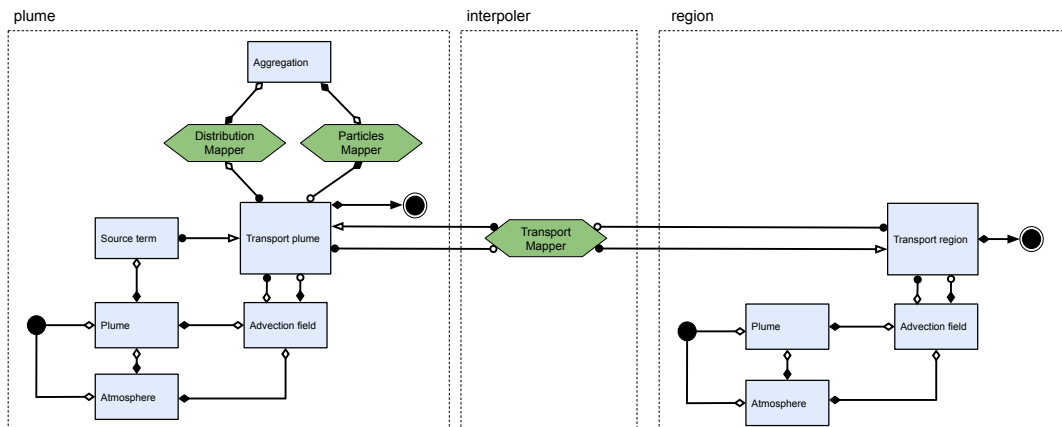 plume
interpoler
region
Aggregation
Distribution
Mapper
Particles
Mapper
Source term
Transport plume
Transport
Mapper
Transport region
Plume
Advection field
Plume
Advection field
Atmosphere
Atmosphere